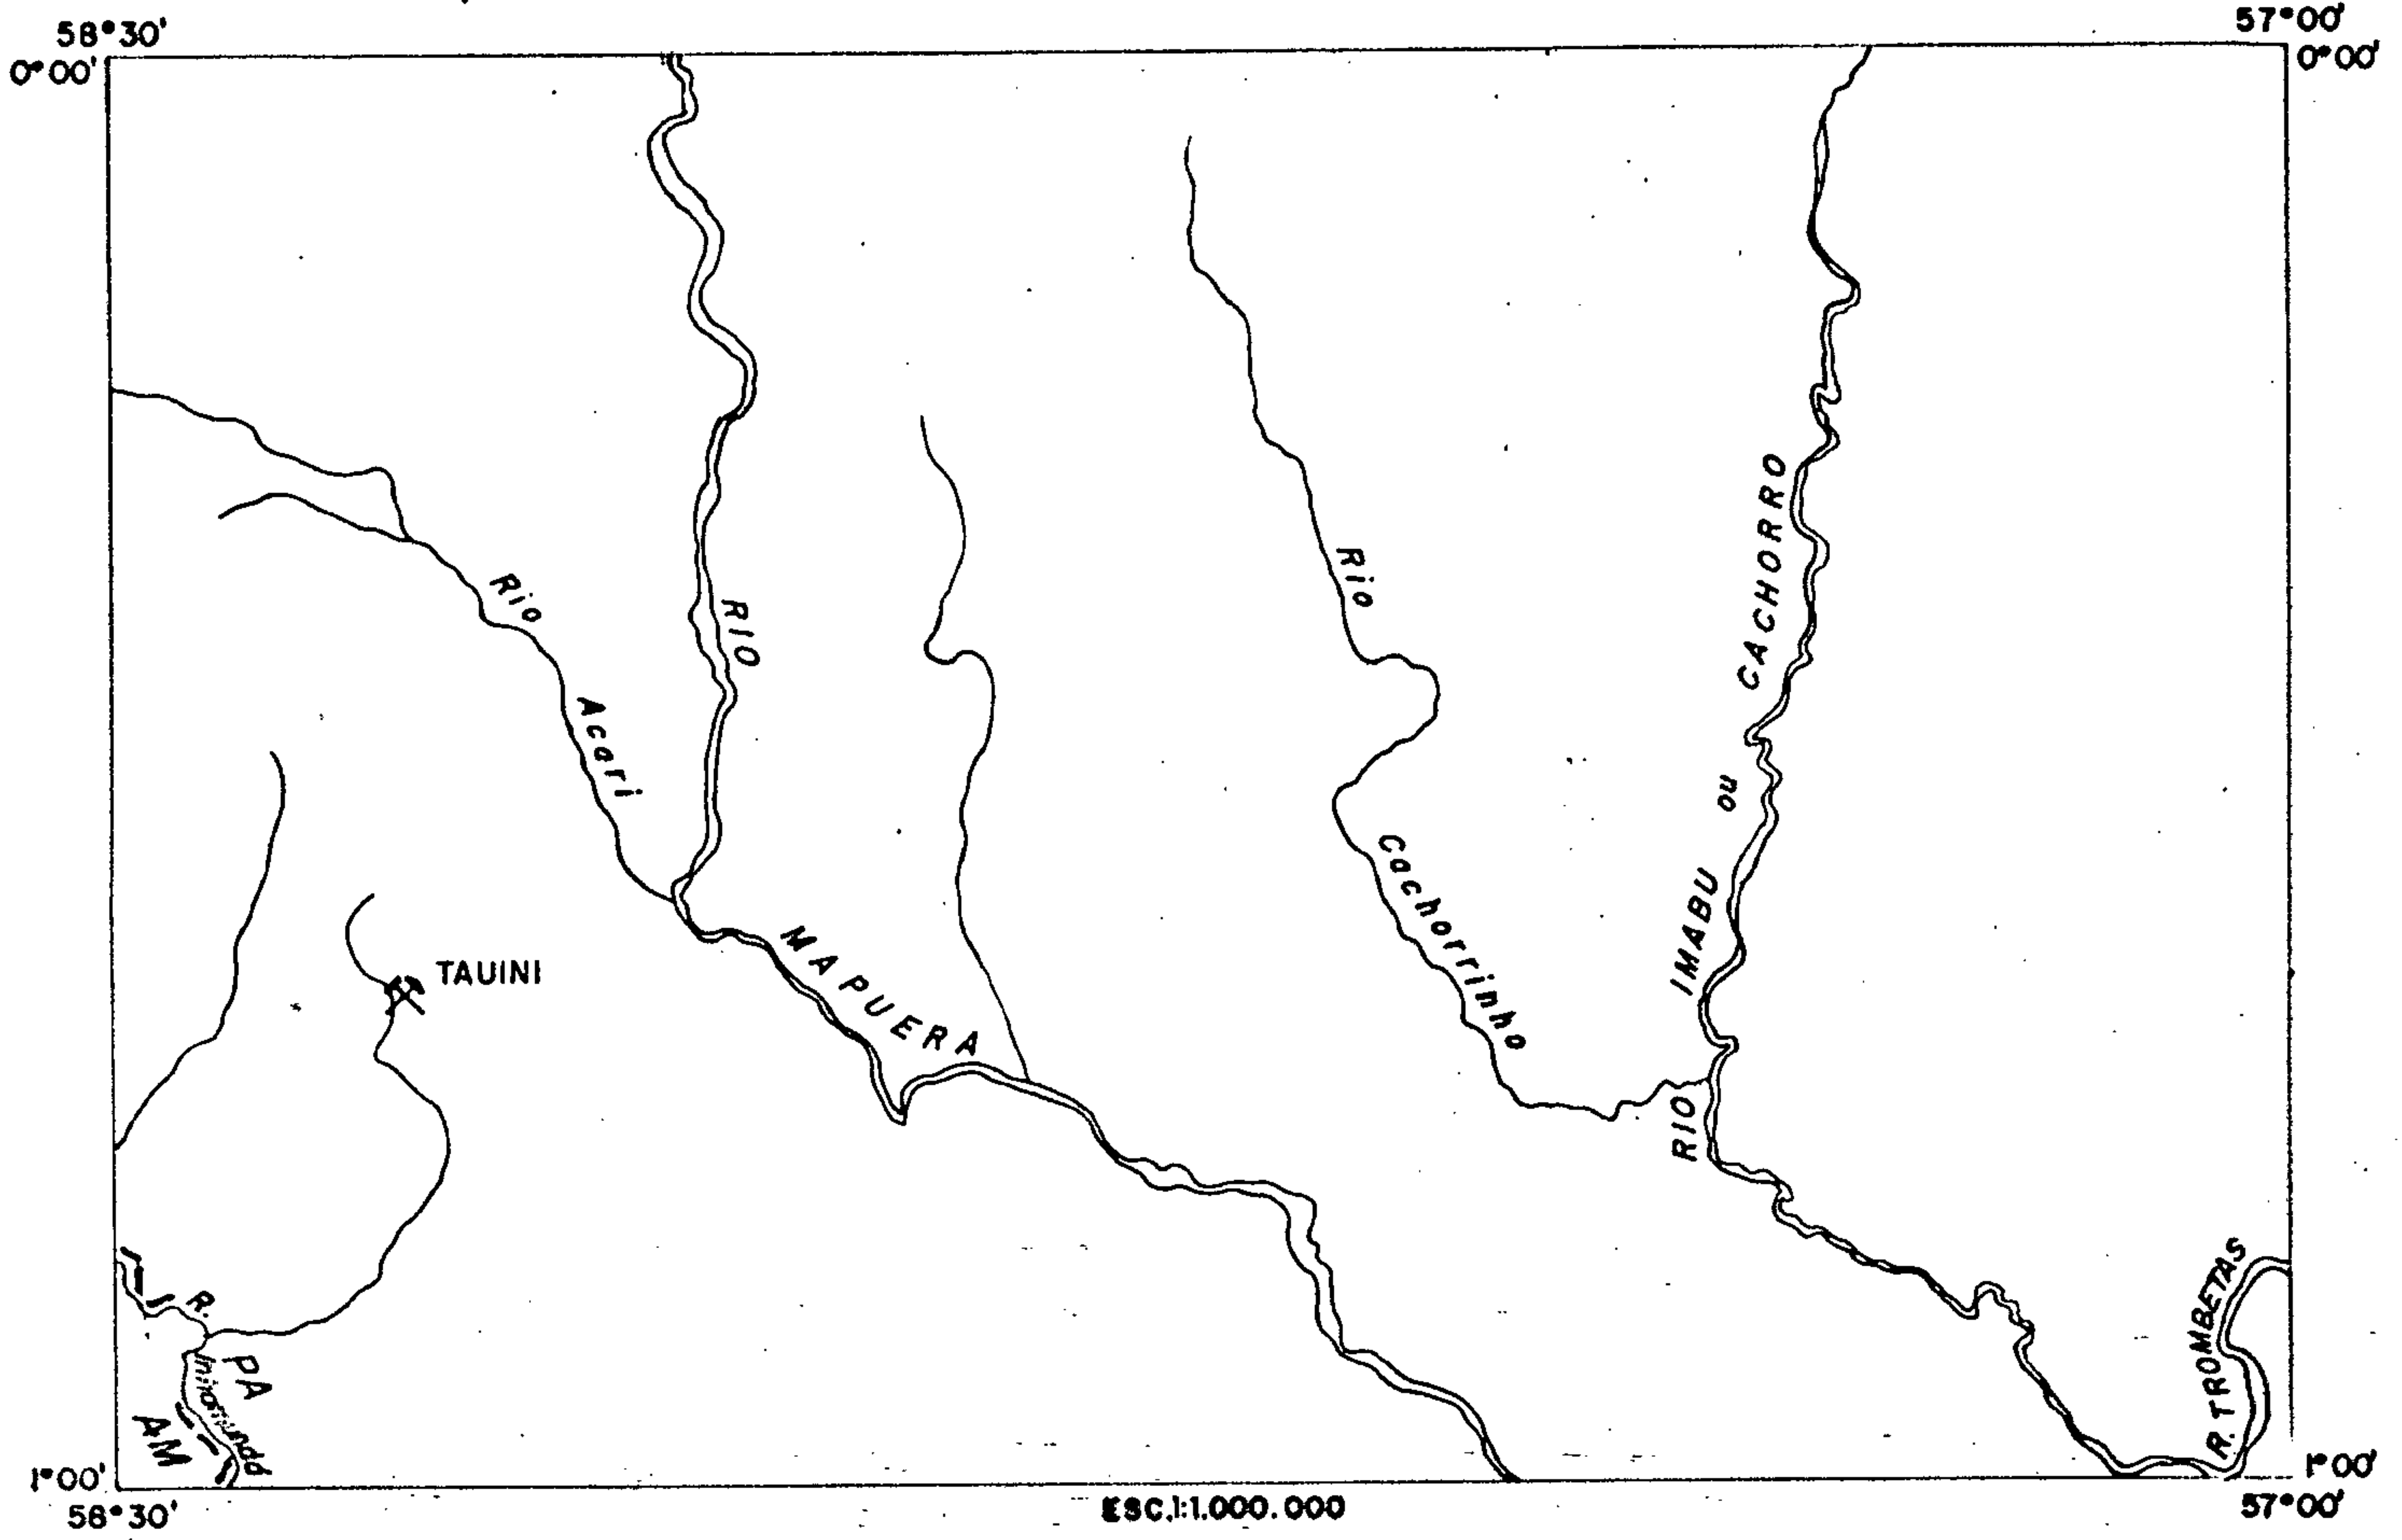 58°30'
57°00'
0°00'
0°00'
Rio
Acari
RIO
MAPUERA
Rio
Cachorrinho
RIO
IMABU
ou
CACHORRO
TAUINI
R.
PA
AM
R. TROMBETAS
1°00'
1°00'
58°30'
ESC.1:1.000.000
57°00'